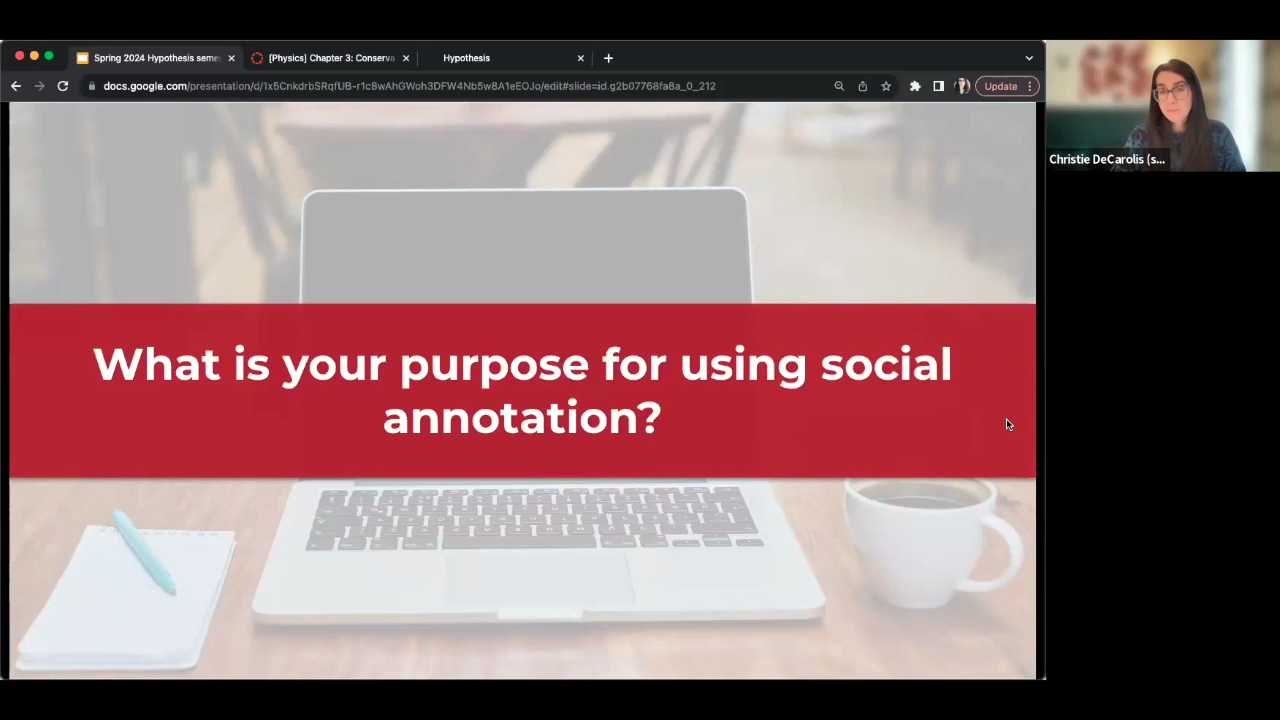 Spring 2024 Hypothesis seme
[Physics] Chapter 3: Conserva
Hypothesis
docs.google.com/presentation/d/1x5CnkdrbSRqfUB-r1c8wAhGWoh3DFW4Nb5w8A1eEOJo/edit#slide=id.g2b07768fa8a_0_212
Update
Christie DeCarolis (s...
What is your purpose for using social
annotation?